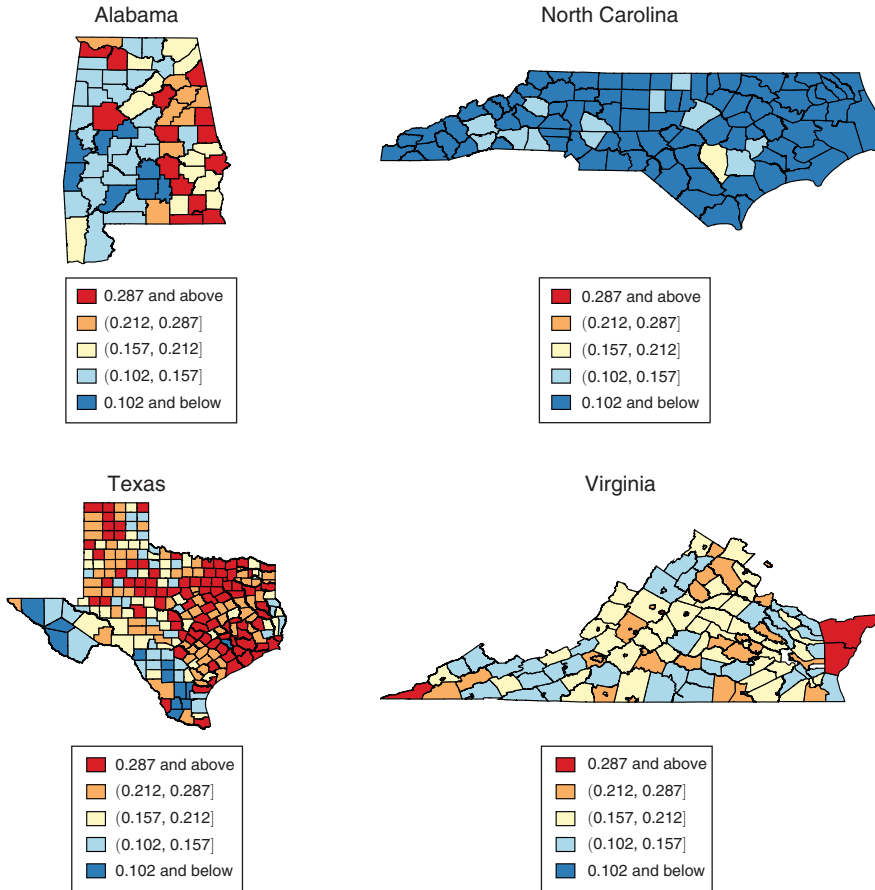 Alabama
0.287 and above
(0.212, 0.287]
(0.157, 0.212]
(0.102, 0.157]
0.102 and below
North Carolina
0.287 and above
(0.212, 0.287]
(0.157, 0.212]
(0.102, 0.157]
0.102 and below
Texas
0.287 and above
(0.212, 0.287]
(0.157, 0.212]
(0.102, 0.157]
0.102 and below
Virginia
0.287 and above
(0.212, 0.287]
(0.157, 0.212]
(0.102, 0.157]
0.102 and below